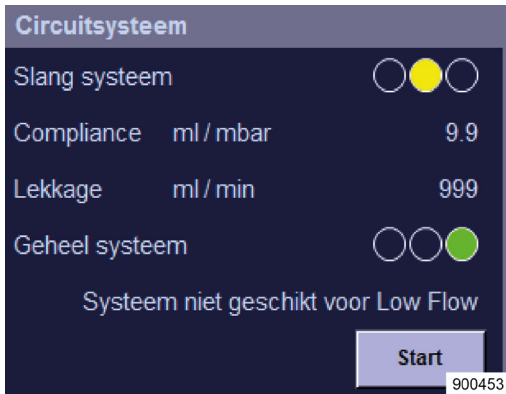 Circuitsysteem
Slang systeem
Compliance ml / mbar 9.9
Lekkage ml / min 999
Geheel systeem
Systeem niet geschikt voor Low Flow
Start
900453